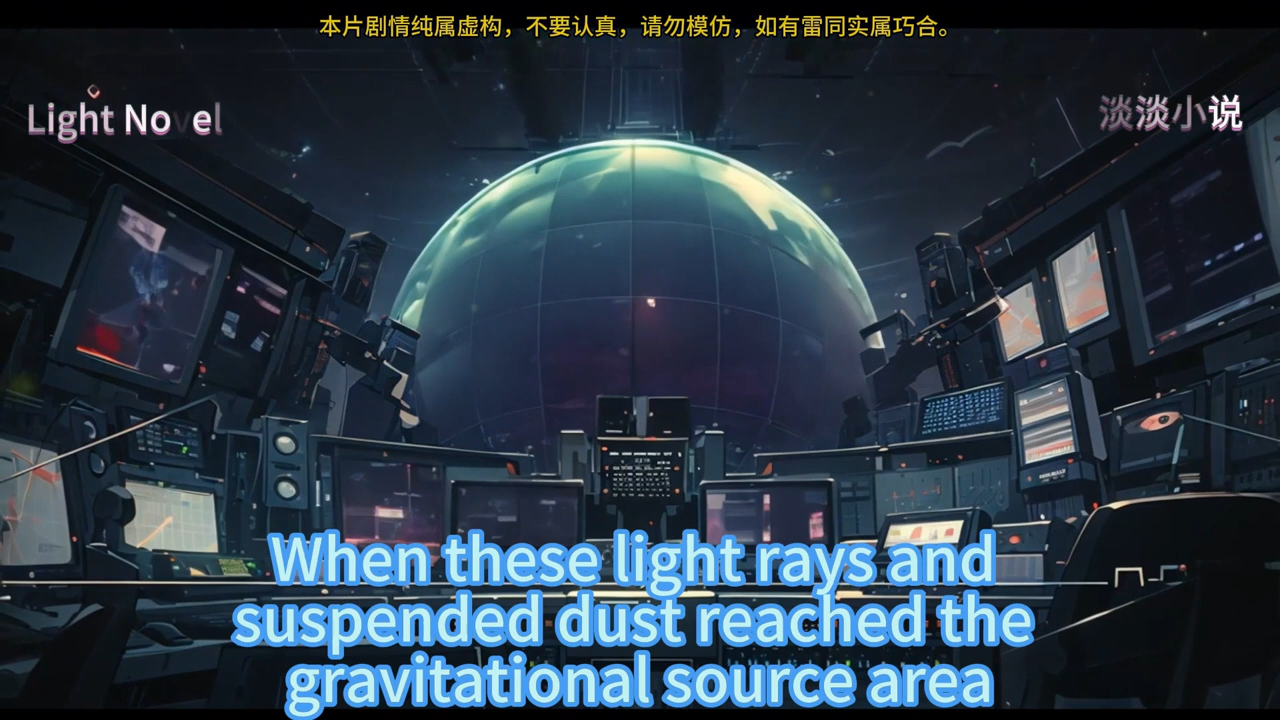 本片剧情纯属虚构，不要认真，请勿模仿，如有雷同实属巧合。
Light Novel
淡淡小说
When these light rays and
suspended dust reached the
gravitational source area